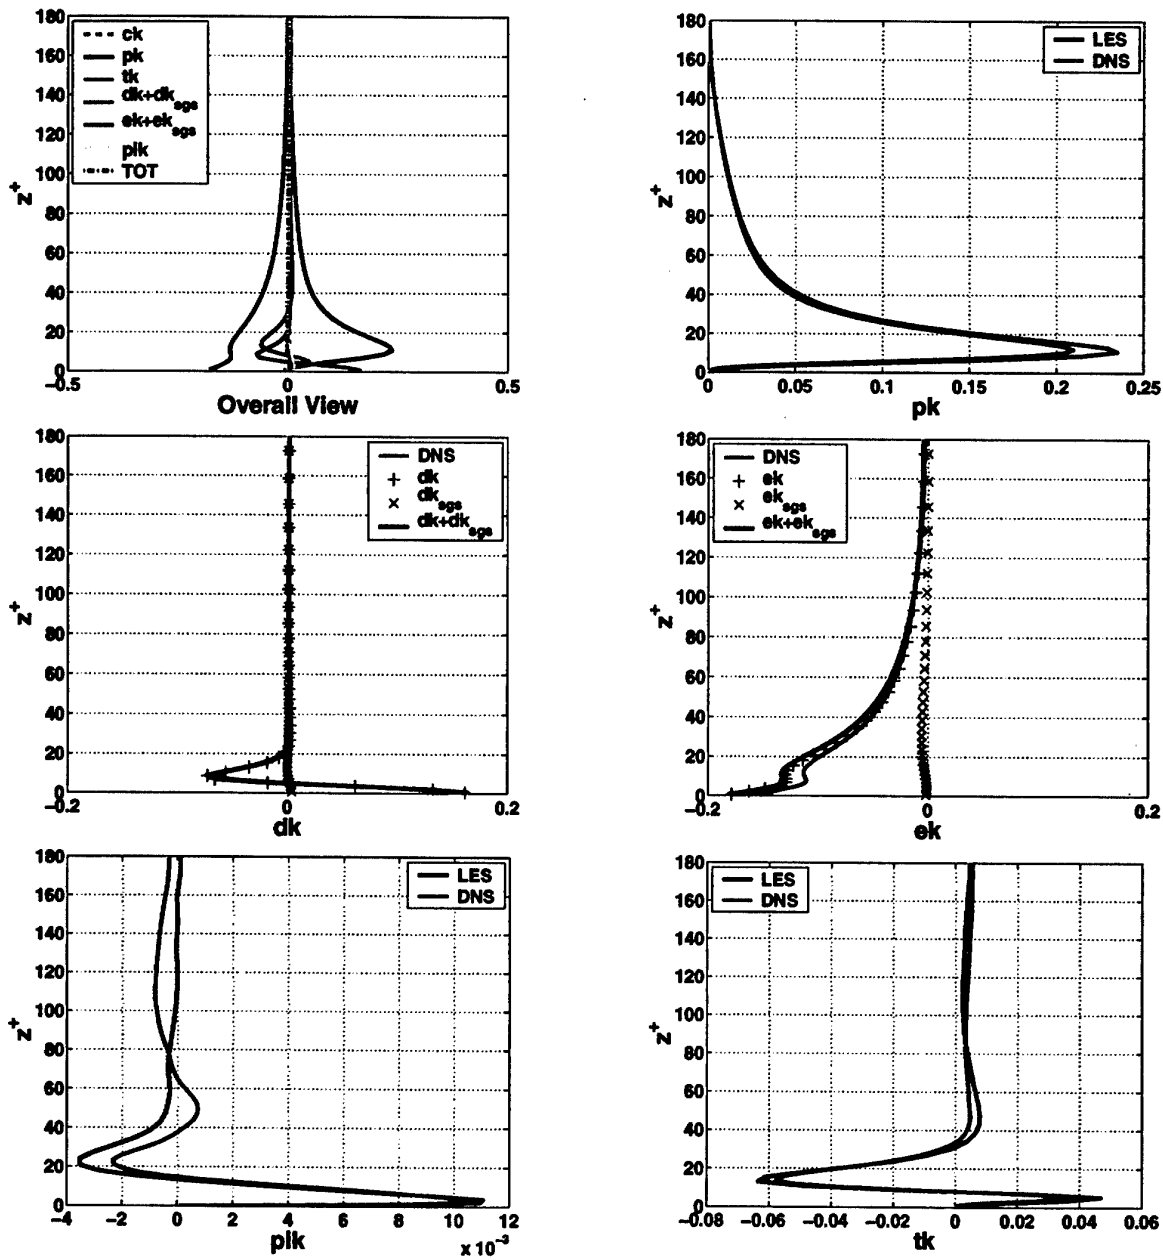 180
160
140
120
100
80
60
40
20
0
z+
ck
pk
tk
dk+dksgs
ek+eksgs
plk
TOT
−0.5 0 0.5
Overall View
180
160
140
120
100
80
60
40
20
0
z+
LES
DNS
0 0.05 0.1 0.15 0.2 0.25
pk
180
160
140
120
100
80
60
40
20
0
z+
DNS
dk
dksgs
dk+dksgs
−0.2 0 0.2
dk
180
160
140
120
100
80
60
40
20
0
z+
DNS
ek
eksgs
ek+eksgs
−0.2 0 0.2
ek
180
160
140
120
100
80
60
40
20
0
z+
LES
DNS
−4 −2 0 2 4 6 8 10 12
plk
x 10−3
180
160
140
120
100
80
60
40
20
0
z+
LES
DNS
−0.08 −0.06 −0.04 −0.02 0 0.02 0.04 0.06
tk